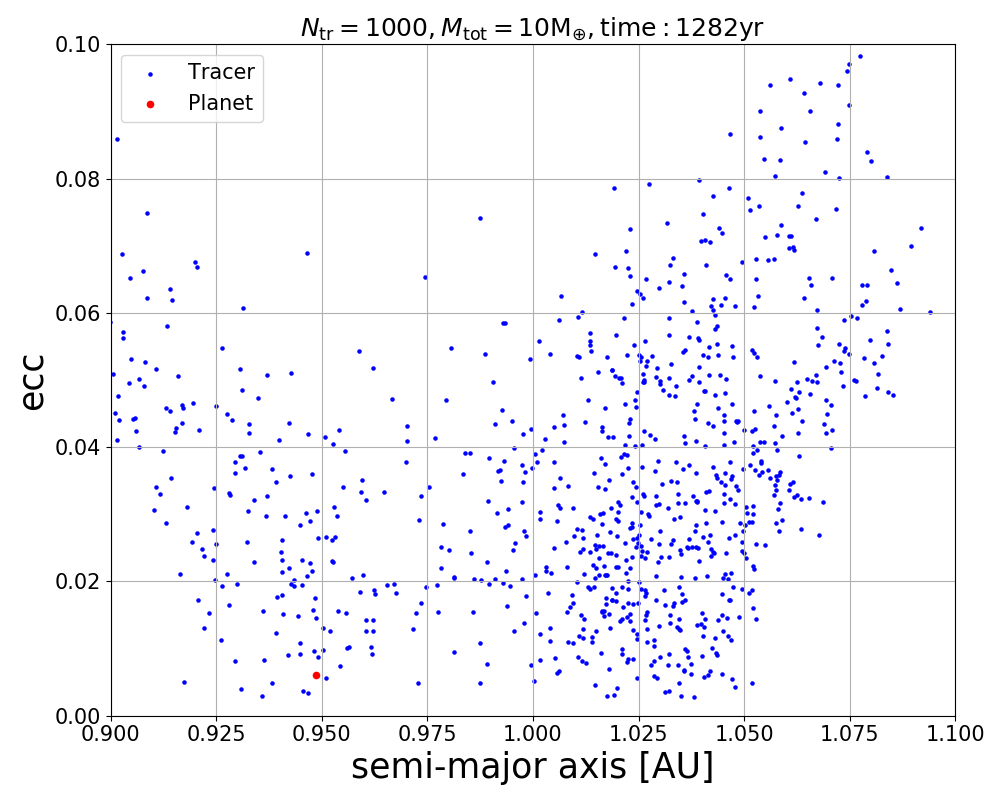 N_tr = 1000, M_tot = 10M_⊕, time : 1282yr
Tracer
Planet
0.10
0.08
0.06
0.04
0.02
0.00
ecc
0.900 0.925 0.950 0.975 1.000 1.025 1.050 1.075 1.100
semi-major axis [AU]